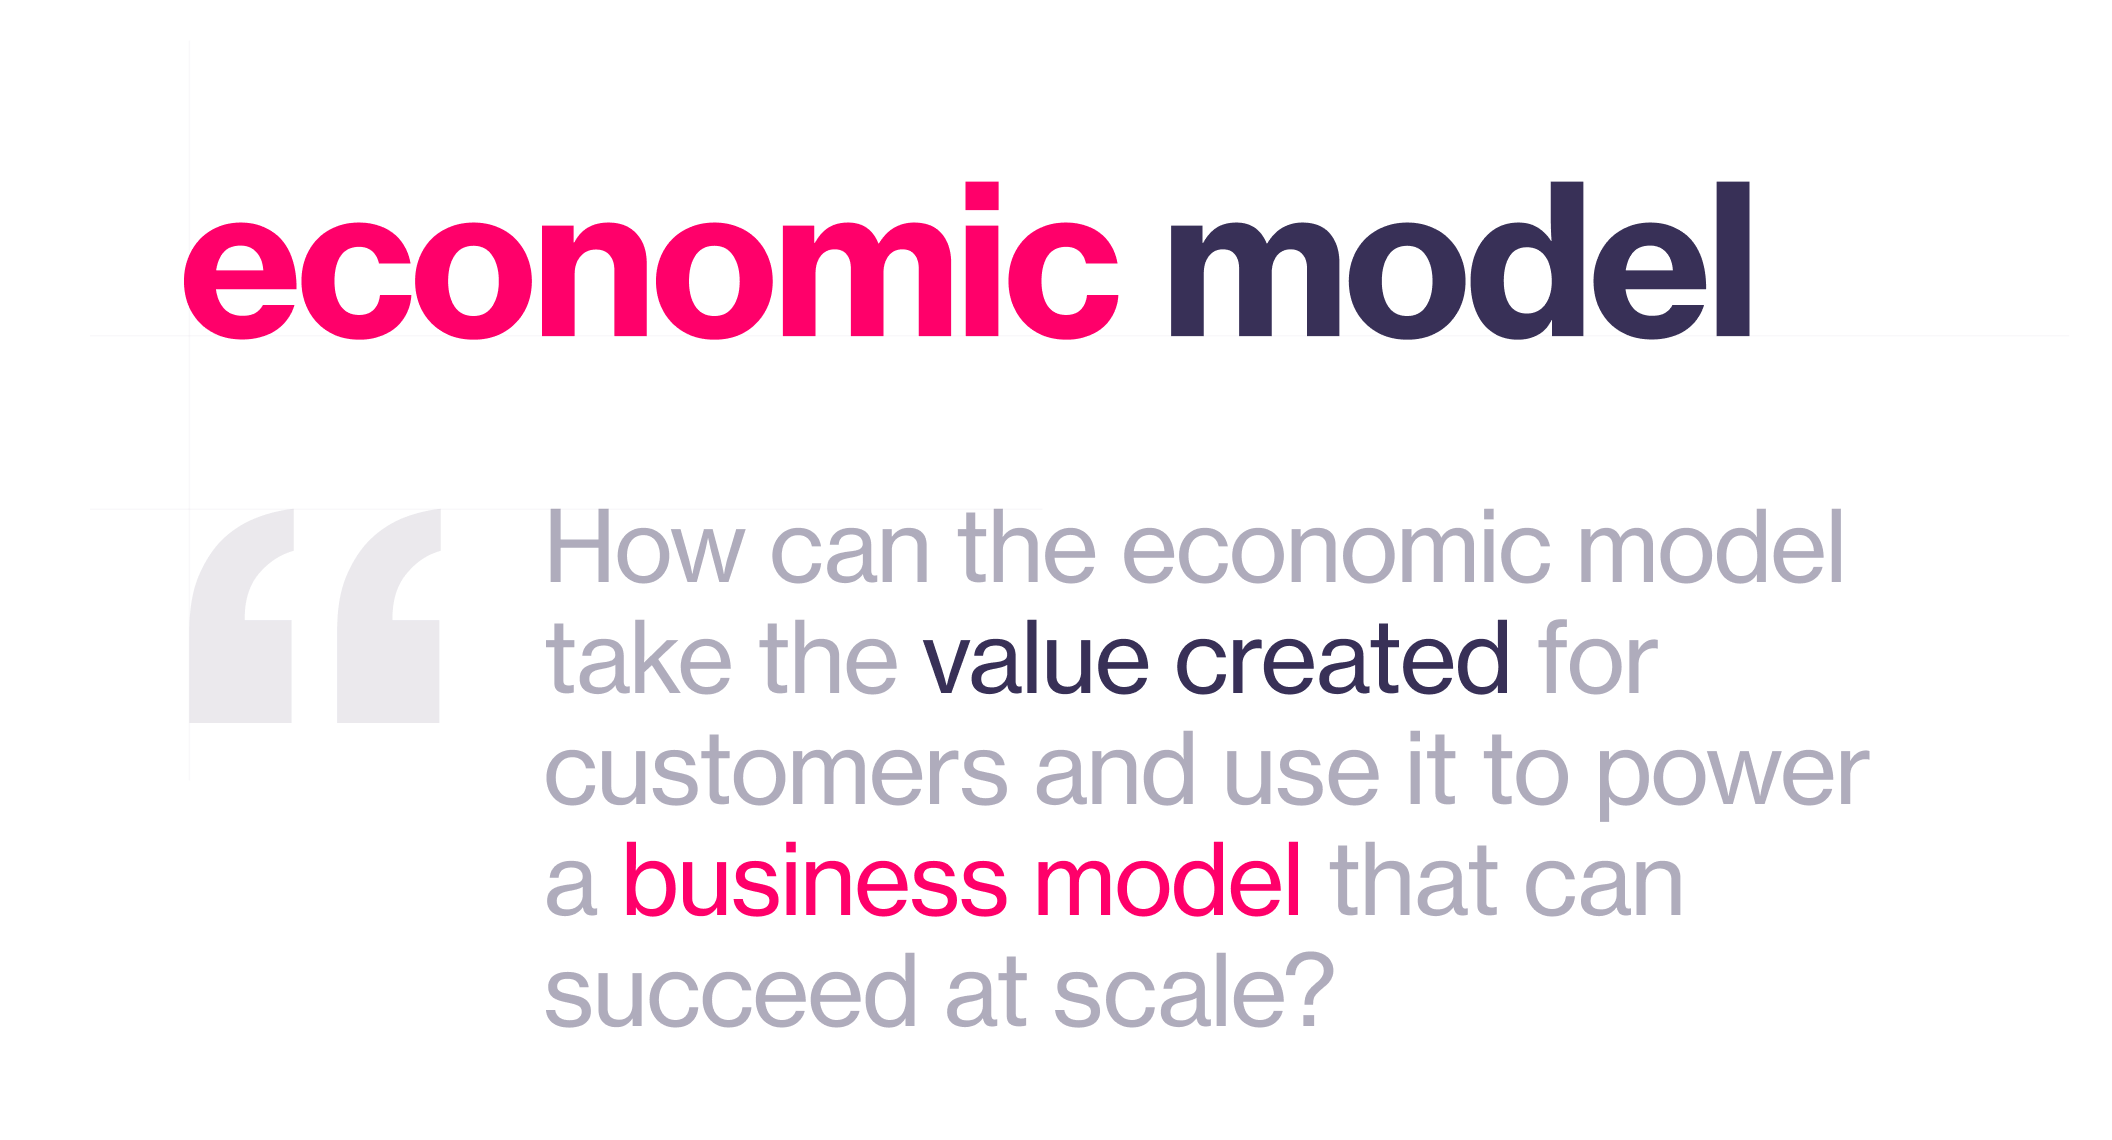 economic model
“
How can the economic model
take the value created for
customers and use it to power
a business model that can
succeed at scale?